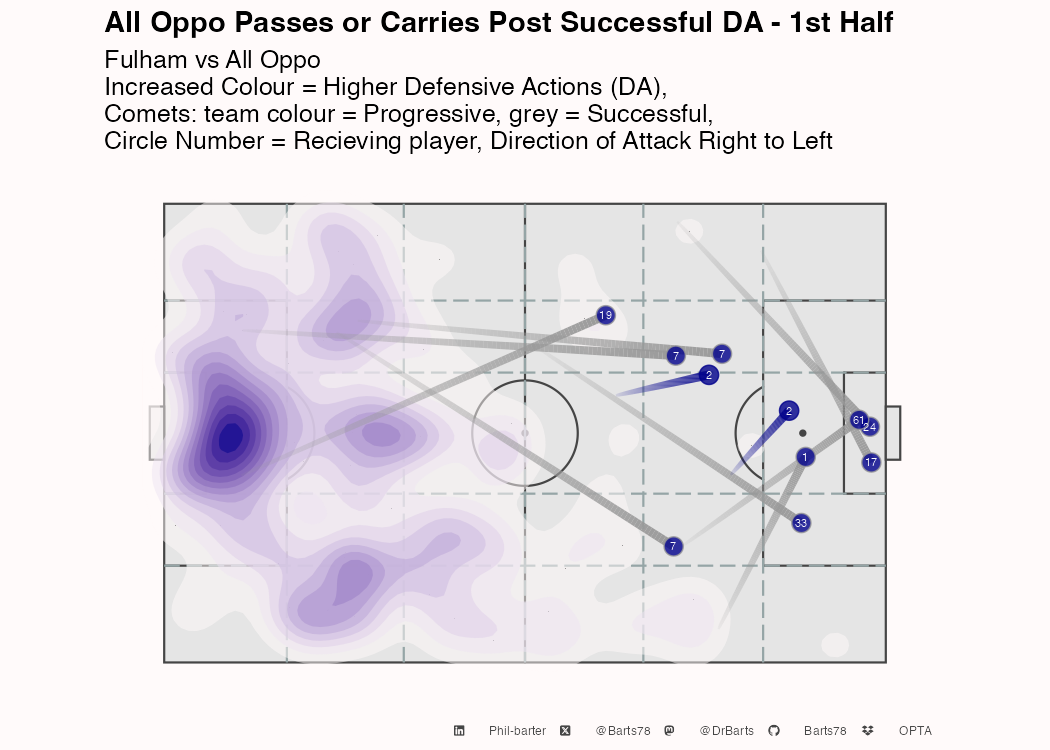 All Oppo Passes or Carries Post Successful DA - 1st Half
Fulham vs All Oppo
Increased Colour = Higher Defensive Actions (DA),
Comets: team colour = Progressive, grey = Successful,
Circle Number = Recieving player, Direction of Attack Right to Left
19
7
7
2
2
61
24
1
17
33
7
Phil-barter @Barts78 @DrBarts Barts78 OPTA